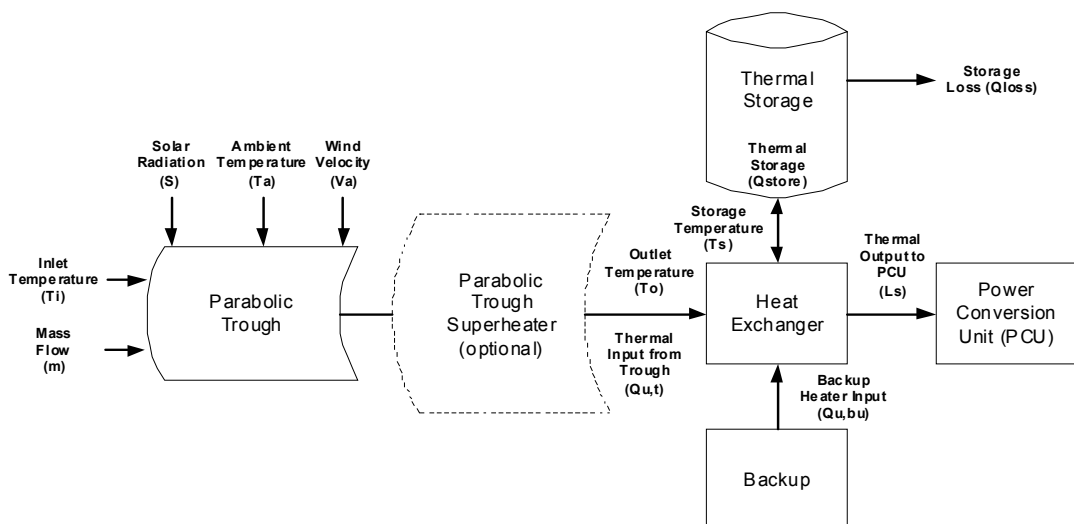 Thermal
Storage
Storage
Loss (Qloss)
Thermal
Storage
(Qstore)
Solar
Radiation
(S)
Ambient
Temperature
(Ta)
Wind
Velocity
(Va)
Storage
Temperature
(Ts)
Inlet
Temperature
(Ti)
Mass
Flow
(m)
Parabolic
Trough
Parabolic
Trough
Superheater
(optional)
Outlet
Temperature
(To)
Thermal
Input from
Trough
(Qu,t)
Heat
Exchanger
Thermal
Output to
PCU
(Ls)
Power
Conversion
Unit (PCU)
Backup
Heater Input
(Qu,bu)
Backup